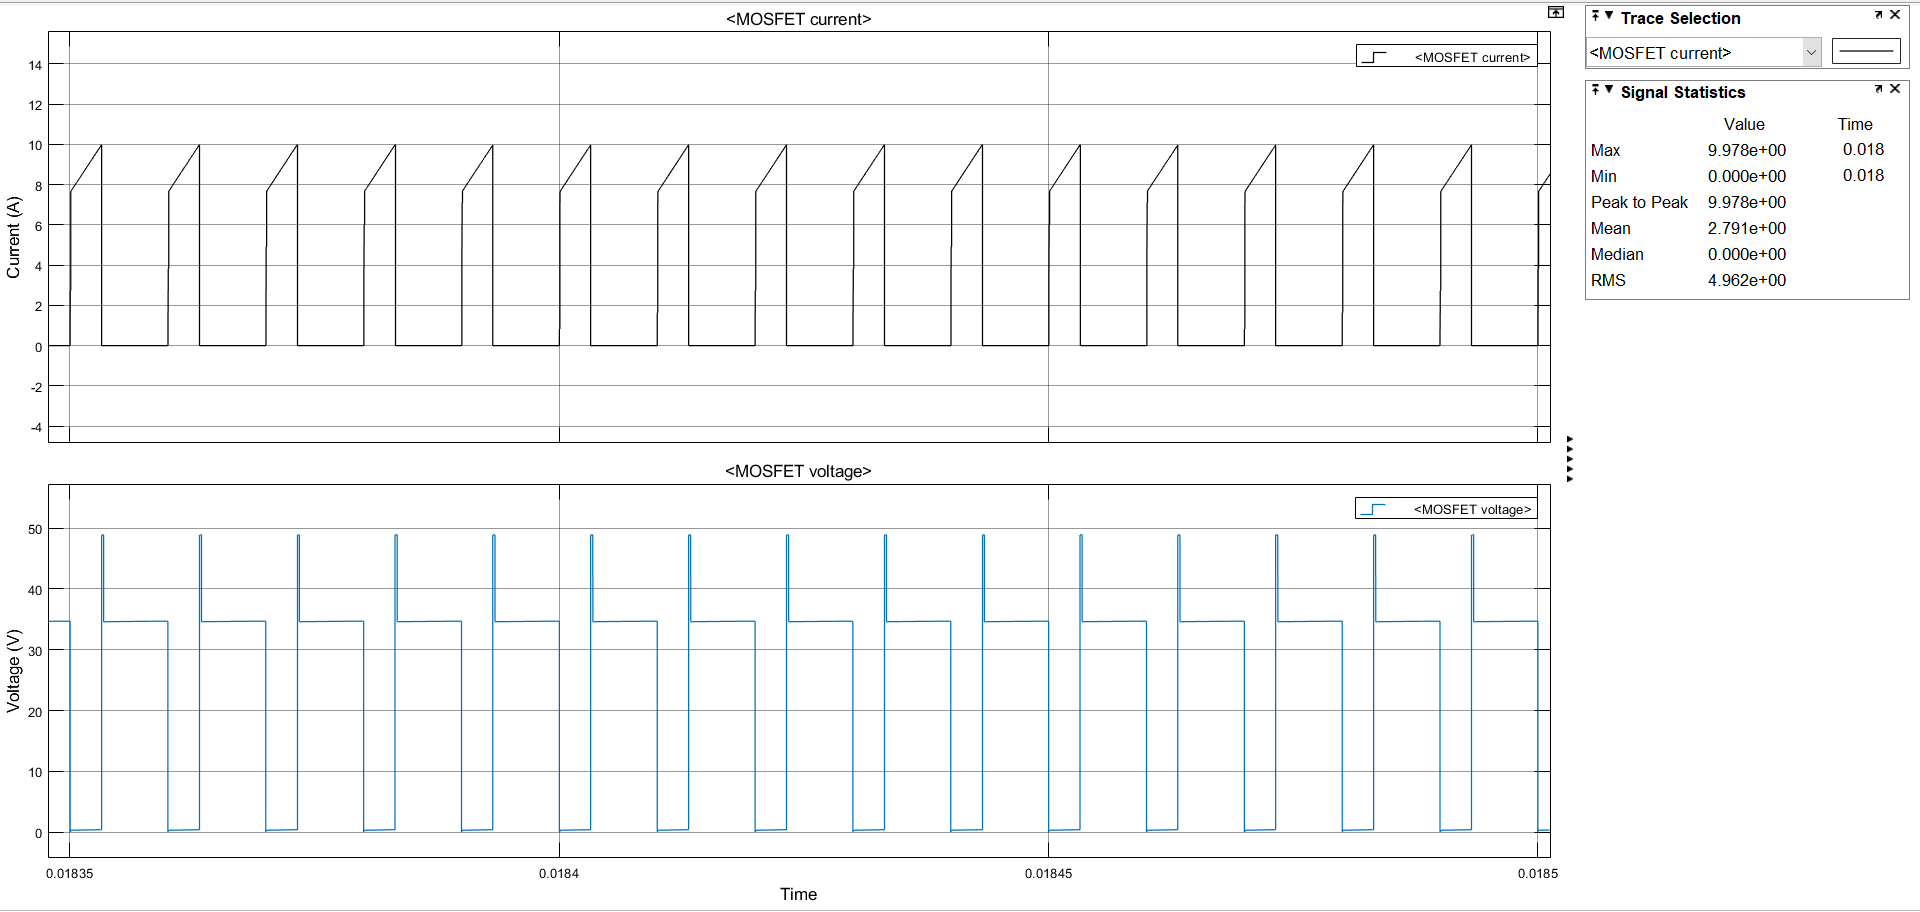 <MOSFET current>
<MOSFET current>
14
12
10
8
6
4
2
0
-2
-4
Current (A)
<MOSFET voltage>
<MOSFET voltage>
50
40
30
20
10
0
Voltage (V)
0.01835 0.0184 0.01845 0.0185
Time
Trace Selection
<MOSFET current>
Signal Statistics
Value Time
Max 9.978e+00 0.018
Min 0.000e+00 0.018
Peak to Peak 9.978e+00
Mean 2.791e+00
Median 0.000e+00
RMS 4.962e+00